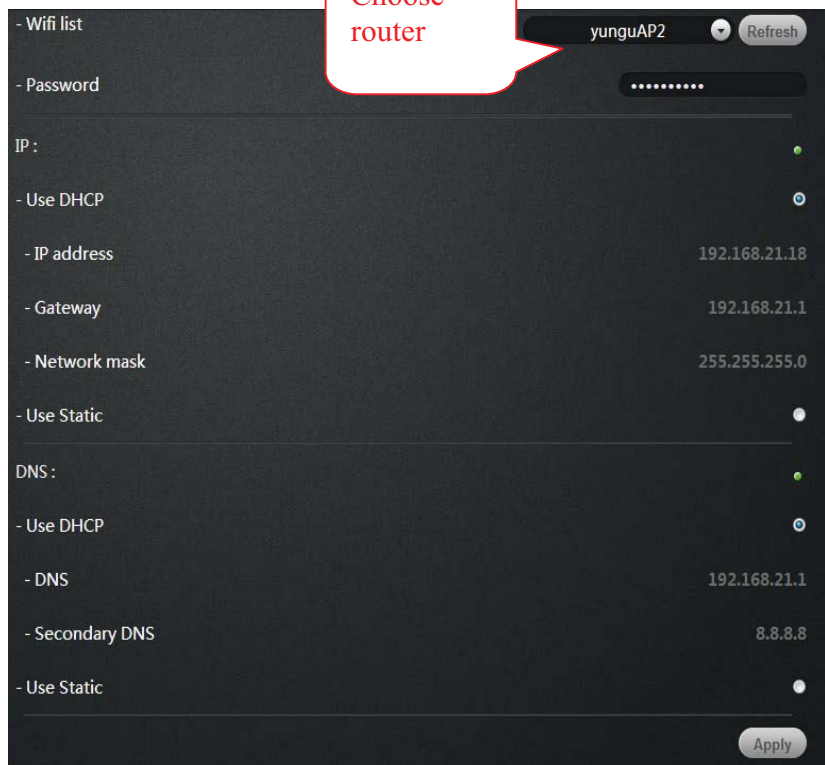 Choose
- Wifi list
router
yunguAP2
Refresh
- Password
••••••••••
IP :
- Use DHCP
- IP address 192.168.21.18
- Gateway 192.168.21.1
- Network mask 255.255.255.0
- Use Static
DNS :
- Use DHCP
- DNS 192.168.21.1
- Secondary DNS 8.8.8.8
- Use Static
Apply